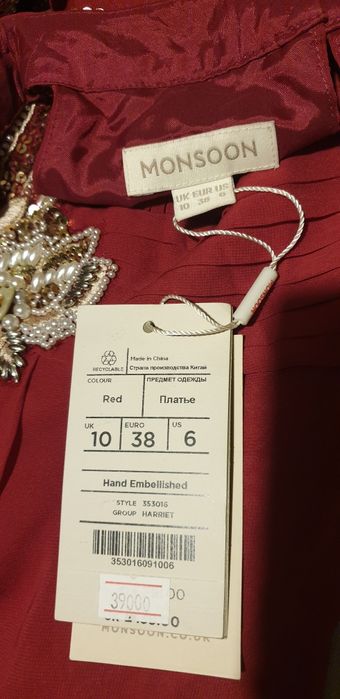 MONSOON
UK EUR US
10 38 6
Made in China
Страна производства Китай
RECYCLABLE
COLOUR ПРЕДМЕТ ОДЕЖДЫ
Red Платье
UK 10 EURO 38 US 6
Hand Embellished
STYLE 353016
GROUP HARRIET
353016091006
39000
MONSOON.CO.UK